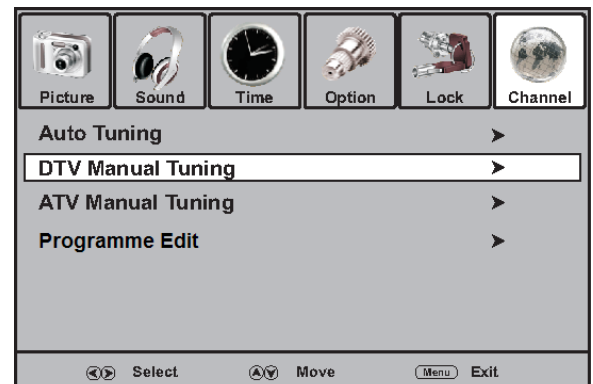 Picture Sound Time Option Lock Channel
Auto Tuning
DTV Manual Tuning
ATV Manual Tuning
Programme Edit
Select Move Menu Exit